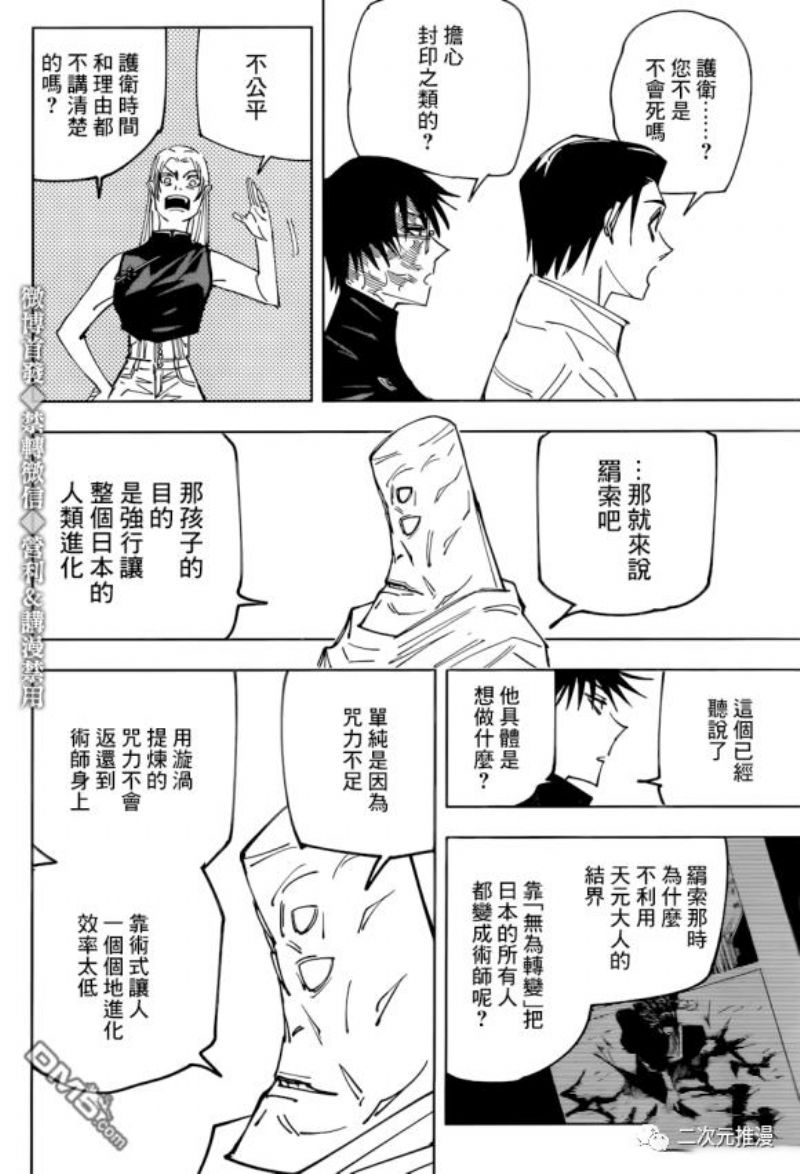 護衛……?
您不是
不會死嗎
擔心
封印之類的?
不公平
護衛時間
和理由都
不講清楚
的嗎?
…那就來說
羂索吧
那孩子的
目的
是強行讓
整個日本的
人類進化
這個已經
聽說了
他具體是
想做什麼?
羂索那時
為什麼
不利用
天元大人的
結界
靠「無為轉變」把
日本的所有人
都變成術師呢?
單純是因為
咒力不足
用漩渦
提煉的
咒力不會
返還到
術師身上
靠術式讓人
一個個地進化
效率太低
微博首發◆禁轉微信◆營利&講漫禁用
DM5.com
二次元推漫